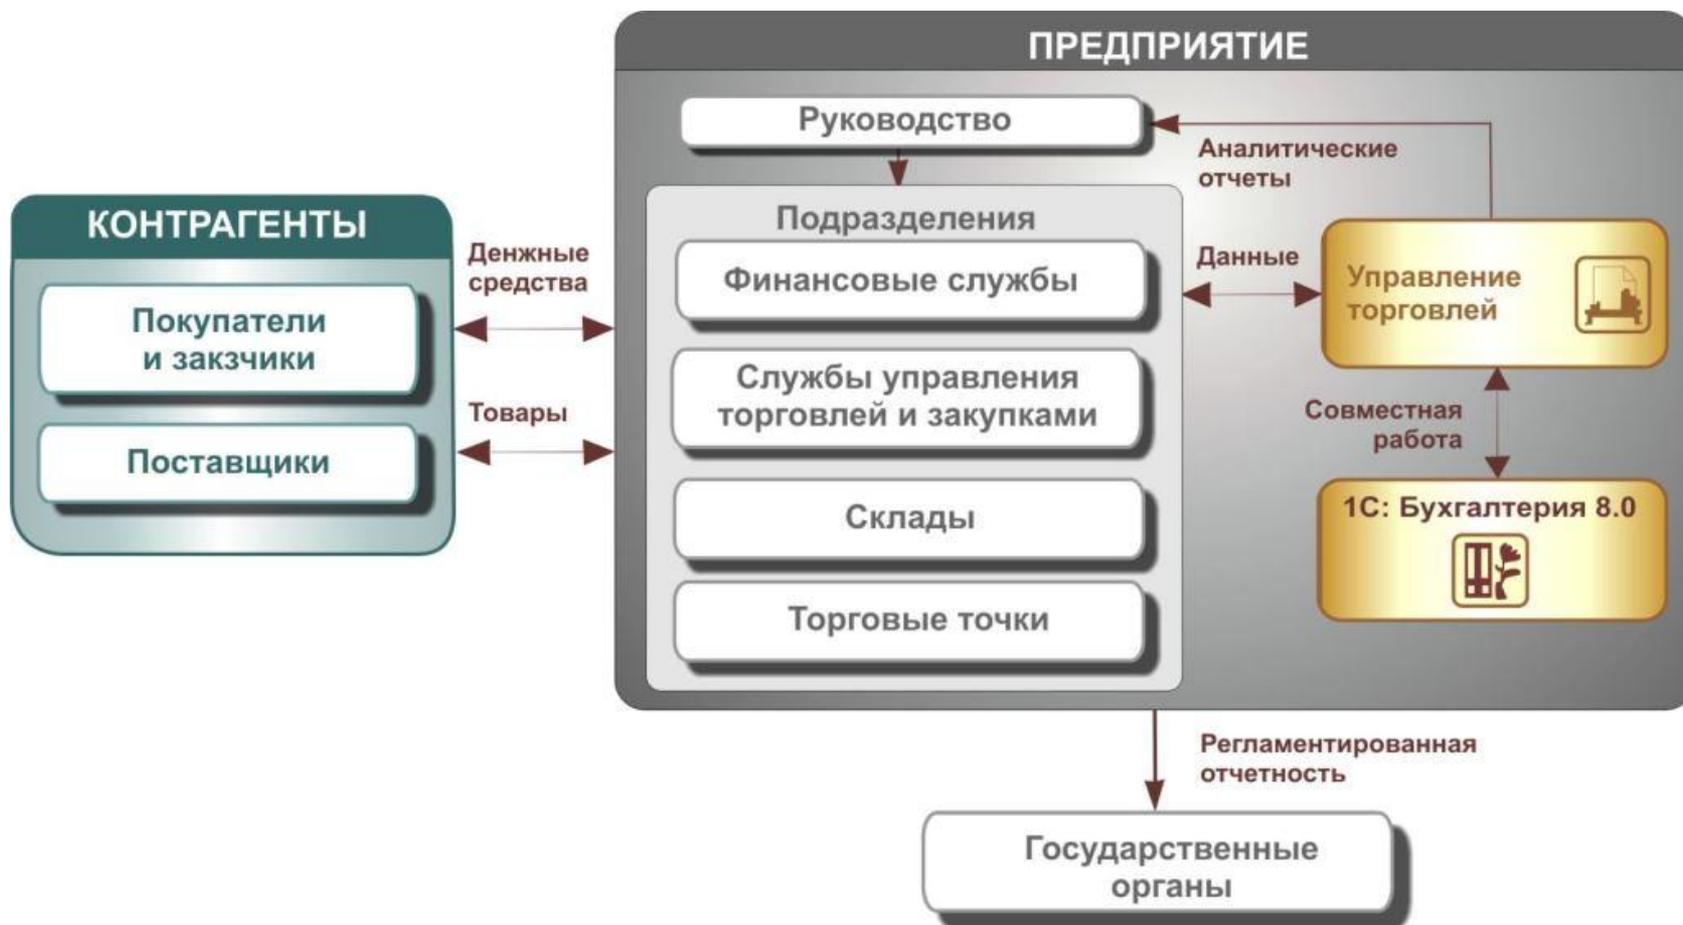 ПРЕДПРИЯТИЕ
Руководство
Аналитические
отчеты
КОНТРАГЕНТЫ
Покупатели
и закзчики
Поставщики
Денжные
средства
Товары
Подразделения
Финансовые службы
Службы управления
торговлей и закупками
Склады
Торговые точки
Данные
Управление
торговлей
Совместная
работа
1С: Бухгалтерия 8.0
Регламентированная
отчетность
Государственные
органы